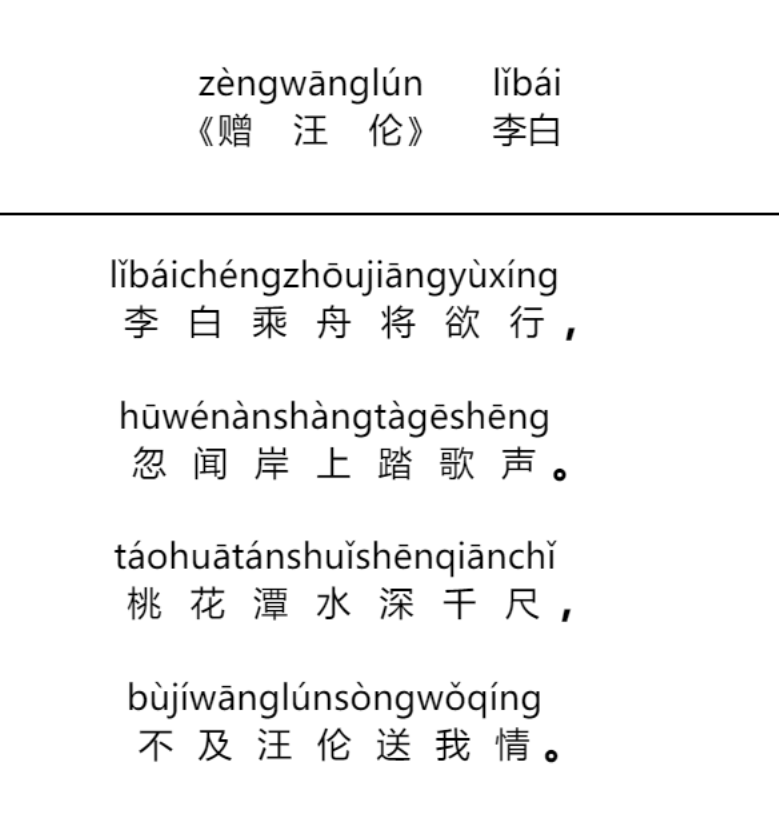 zèngwānglún lǐbái
《赠 汪 伦》 李白
lǐbáichéngzhōujiāngyùxíng
李 白 乘 舟 将 欲 行，
hūwénànshàngtàgēshēng
忽 闻 岸 上 踏 歌 声。
táohuātánshuǐshēnqiānchǐ
桃 花 潭 水 深 千 尺，
bùjíwānglúnsòngwǒqíng
不 及 汪 伦 送 我 情。